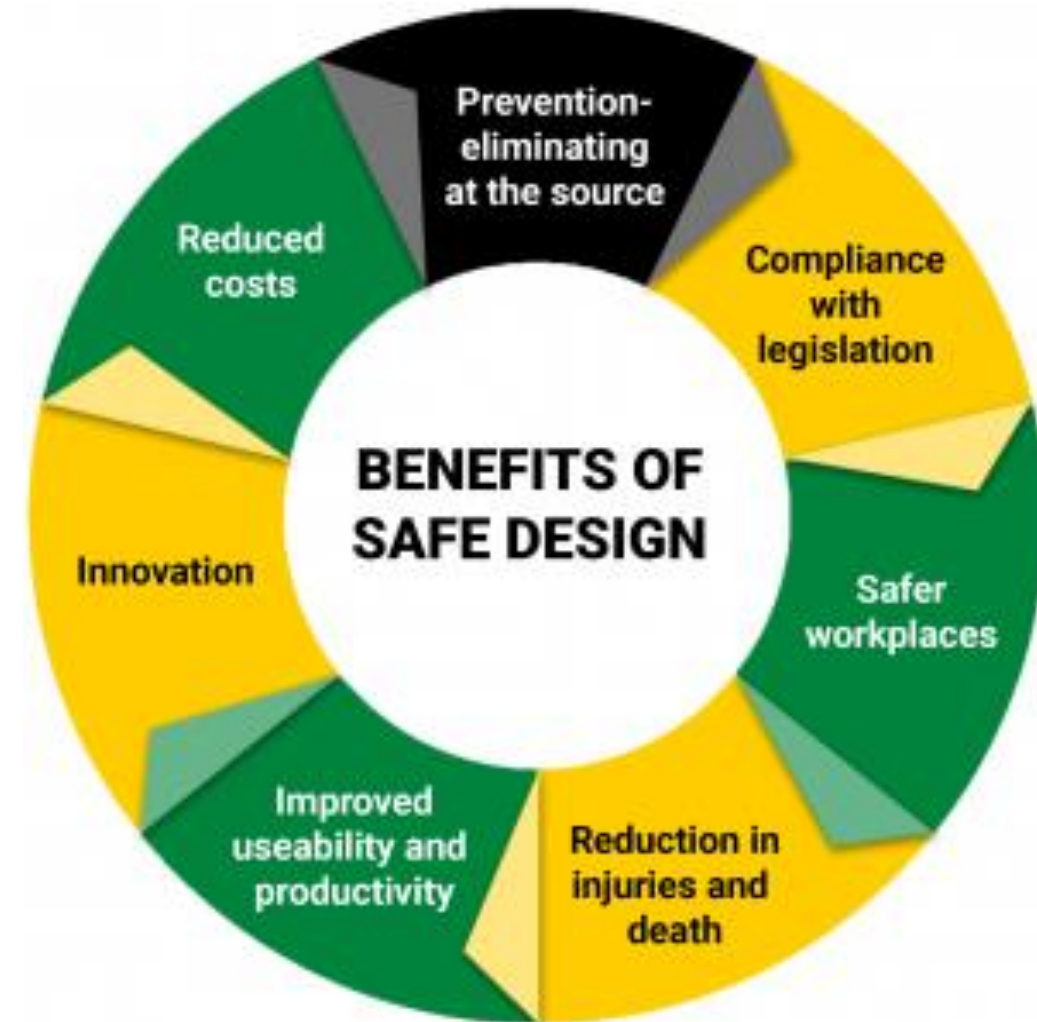 Prevention-
eliminating
at the source
Compliance
with
legislation
Safer
workplaces
Reduction in
injuries and
death
Improved
useability and
productivity
Innovation
Reduced
costs
BENEFITS OF
SAFE DESIGN